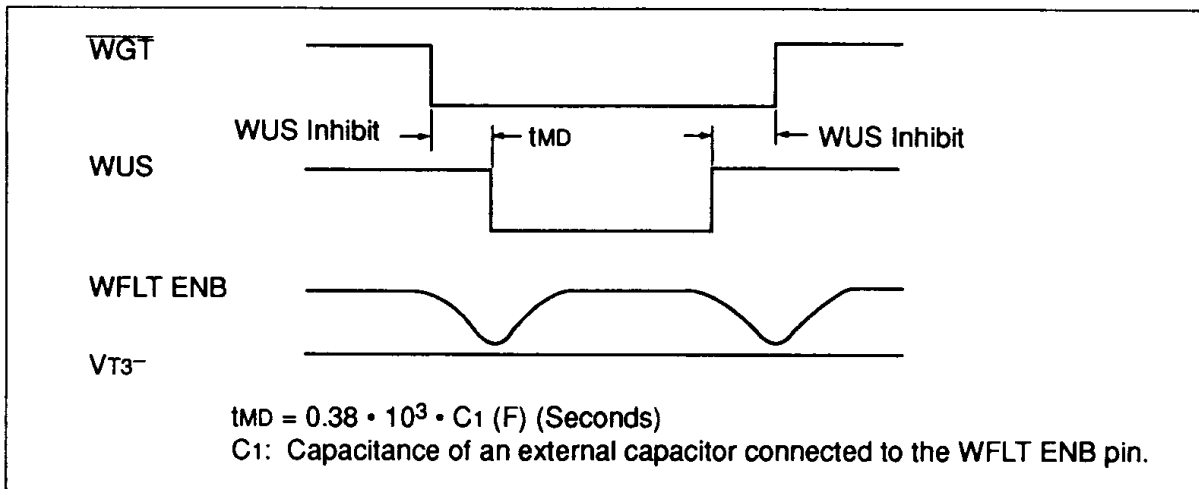 W̅G̅T̅
WUS Inhibit tMD WUS Inhibit
WUS
WFLT ENB
VT3−
tMD = 0.38 • 10³ • C1 (F) (Seconds)
C1: Capacitance of an external capacitor connected to the WFLT ENB pin.